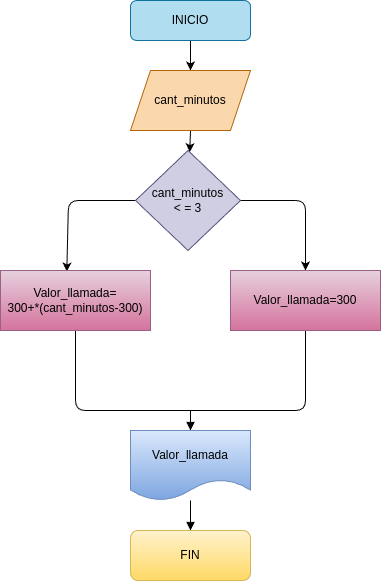 INICIO
cant_minutos
cant_minutos
< = 3
Valor_llamada=
300+*(cant_minutos-300)
Valor_llamada=300
Valor_llamada
FIN